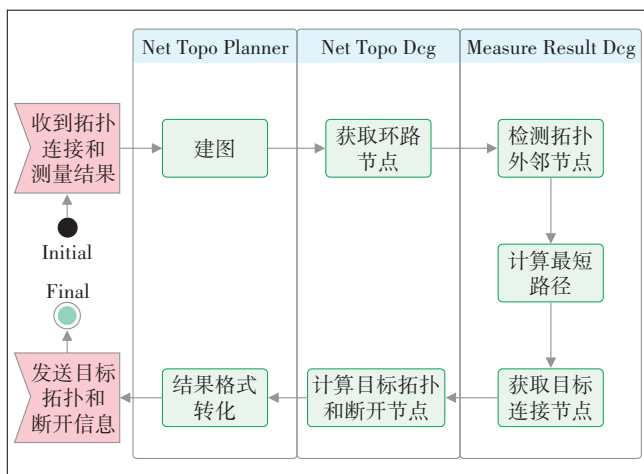 Net Topo Planner
Net Topo Dcg
Measure Result Dcg
收到拓扑
连接和
测量结果
建图
获取环路
节点
检测拓扑
外邻节点
Initial
计算最短
路径
Final
发送目标
拓扑和
断开信息
结果格式
转化
计算目标拓扑
和断开节点
获取目标
连接节点